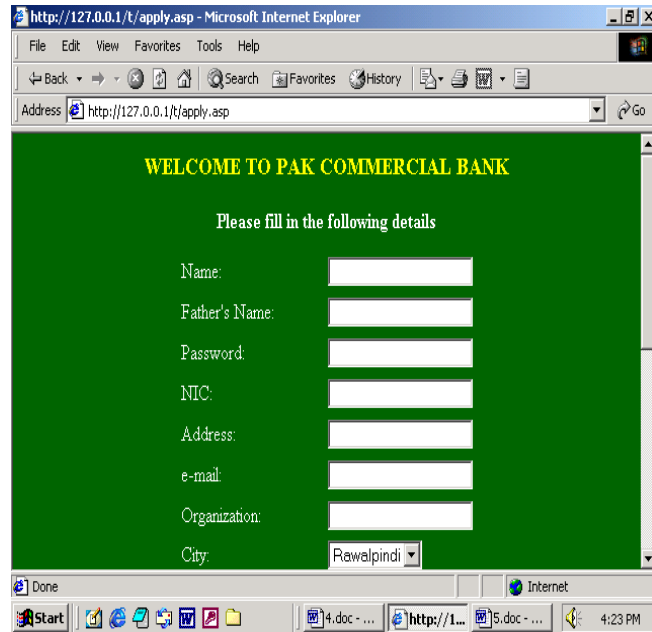 http://127.0.0.1/t/apply.asp - Microsoft Internet Explorer
File Edit View Favorites Tools Help
Back Search Favorites History
Address http://127.0.0.1/t/apply.asp Go
WELCOME TO PAK COMMERCIAL BANK
Please fill in the following details
Name:
Father's Name:
Password:
NIC:
Address:
e-mail:
Organization:
City: Rawalpindi
Done Internet
Start 4.doc - ... http://1... 5.doc - ... 4:23 PM